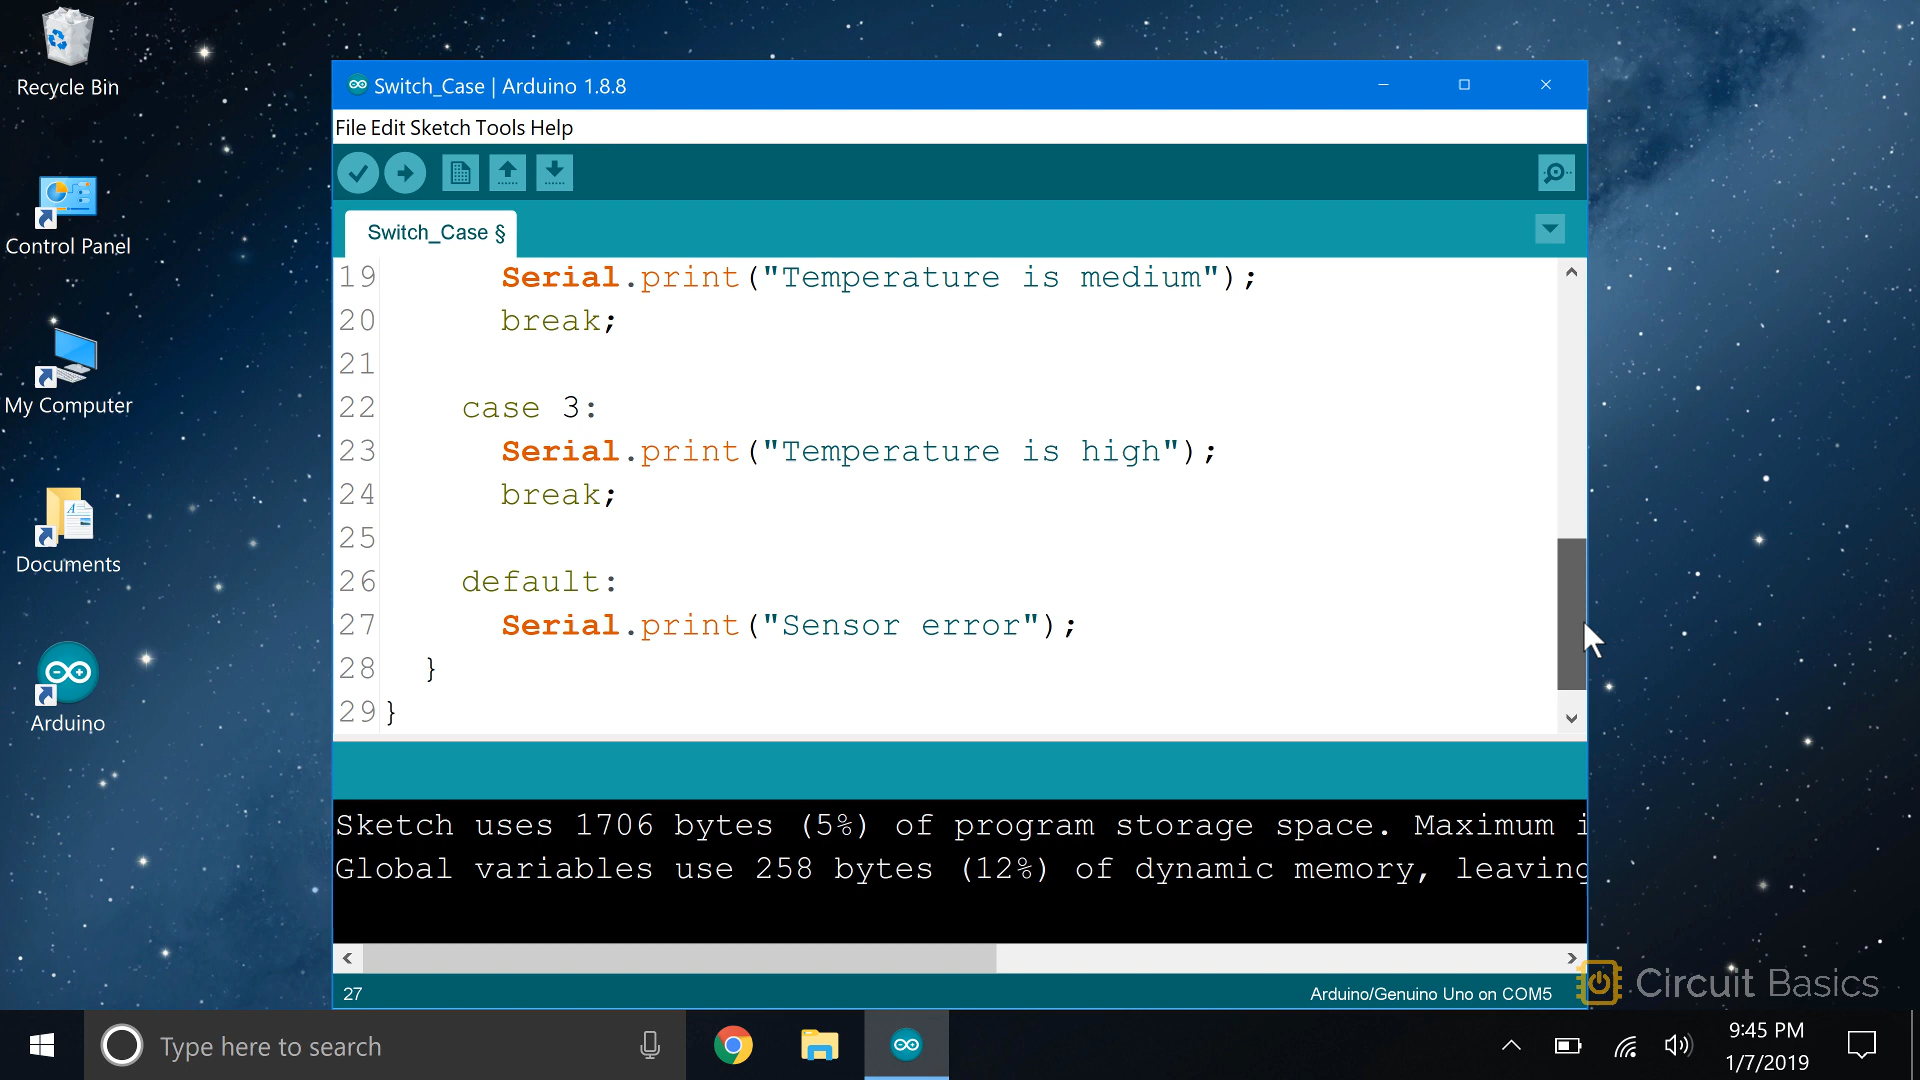 Recycle Bin
Control Panel
My Computer
Documents
Arduino
Switch_Case | Arduino 1.8.8
File Edit Sketch Tools Help
Switch_Case §
19 Serial.print("Temperature is medium");
20 break;
21
22 case 3:
23 Serial.print("Temperature is high");
24 break;
25
26 default:
27 Serial.print("Sensor error");
28 }
29 }
Sketch uses 1706 bytes (5%) of program storage space. Maximum i
Global variables use 258 bytes (12%) of dynamic memory, leaving
27
Arduino/Genuino Uno on COM5
Circuit Basics
Type here to search
9:45 PM
1/7/2019